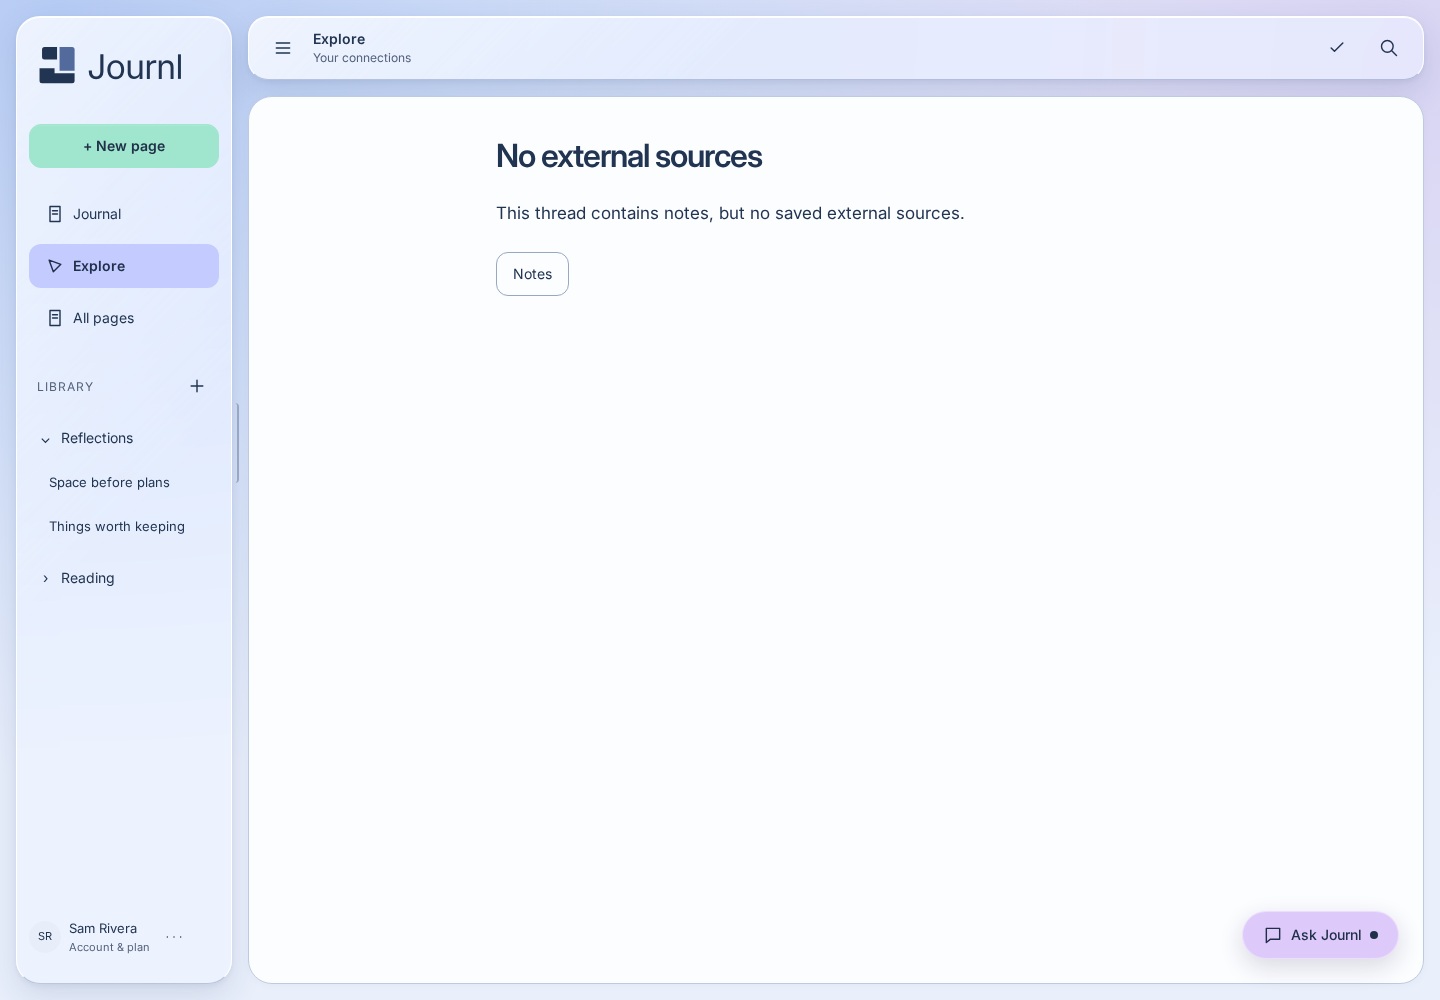 Journl
+ New page
Journal
Explore
All pages
LIBRARY
Reflections
Space before plans
Things worth keeping
Reading
SR
Sam Rivera
Account & plan
...
Explore
Your connections
No external sources
This thread contains notes, but no saved external sources.
Notes
Ask Journl